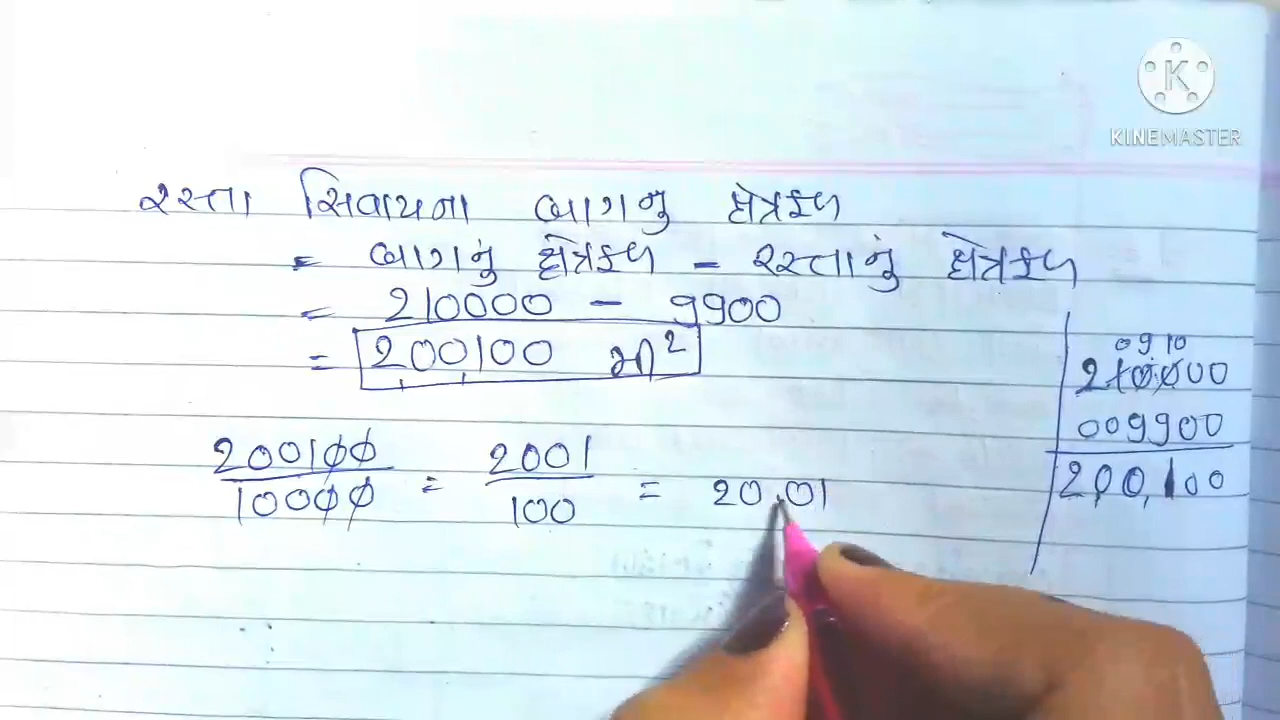 KINEMASTER
રસ્તા સિવાયના બાગનુ ક્ષેત્રફળ
= બાગનું ક્ષેત્રફળ - રસ્તાનું ક્ષેત્રફળ
= 210000 - 9900
= 200100 મી²
200100 / 10000 = 2001 / 100 = 20.01
0 9 10
210000
009900
200,100